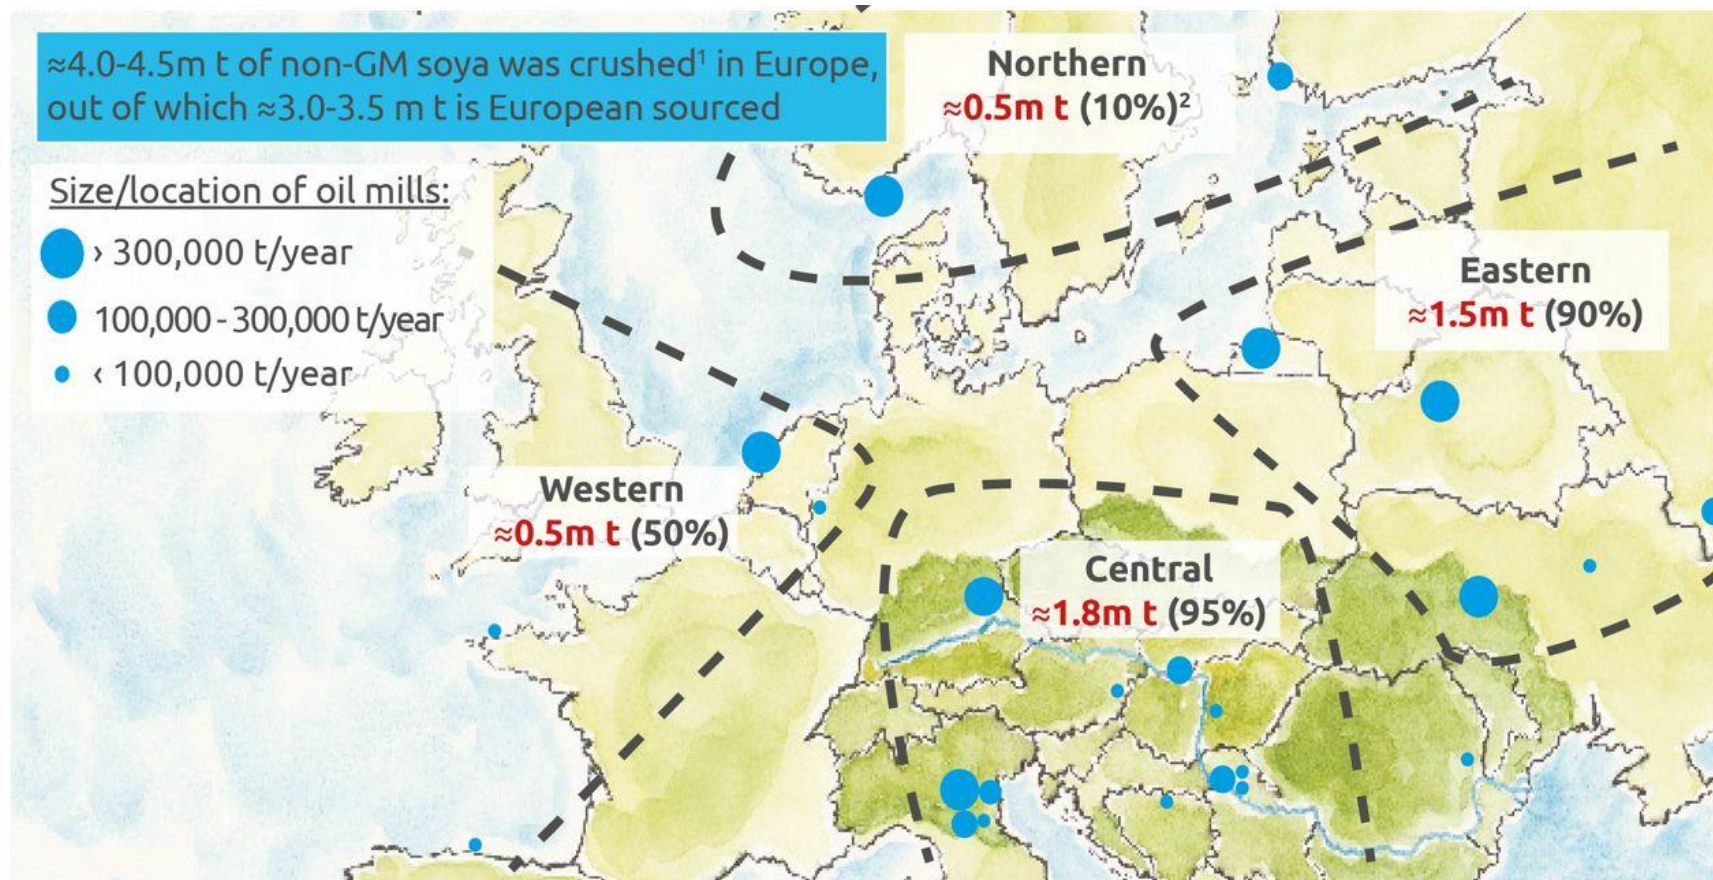 ≈4.0-4.5m t of non-GM soya was crushed¹ in Europe,
out of which ≈3.0-3.5 m t is European sourced
Size/location of oil mills:
› 300,000 t/year
100,000 - 300,000 t/year
‹ 100,000 t/year
Northern
≈0.5m t (10%)²
Eastern
≈1.5m t (90%)
Western
≈0.5m t (50%)
Central
≈1.8m t (95%)